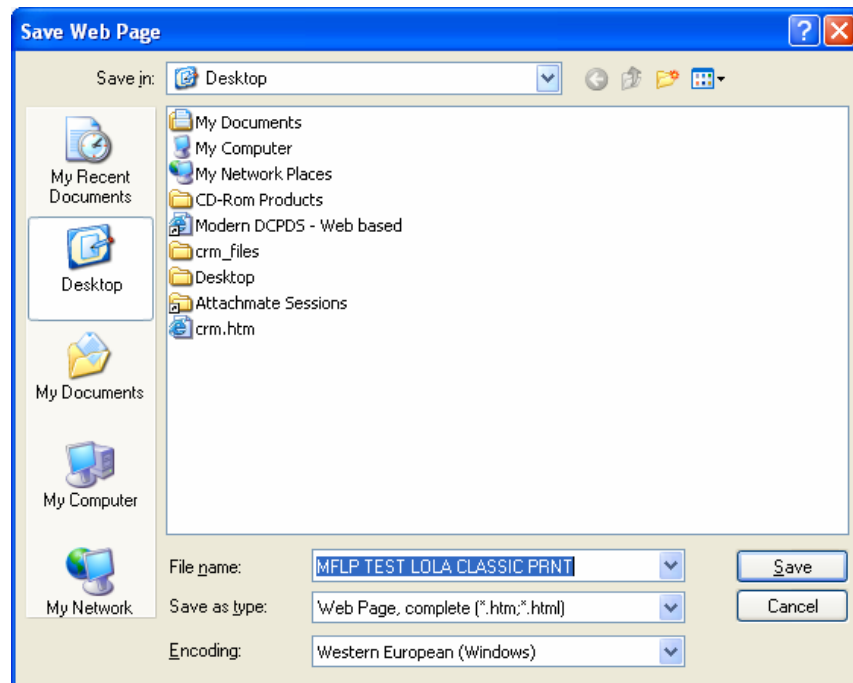 Save Web Page
Save in:
Desktop
My Recent
Documents
Desktop
My Documents
My Computer
My Network
My Documents
My Computer
My Network Places
CD-Rom Products
Modern DCPDS - Web based
crm_files
Desktop
Attachmate Sessions
crm.htm
File name:
MFLP TEST LOLA CLASSIC PRNT
Save
Save as type:
Web Page, complete (*.htm;*.html)
Cancel
Encoding:
Western European (Windows)